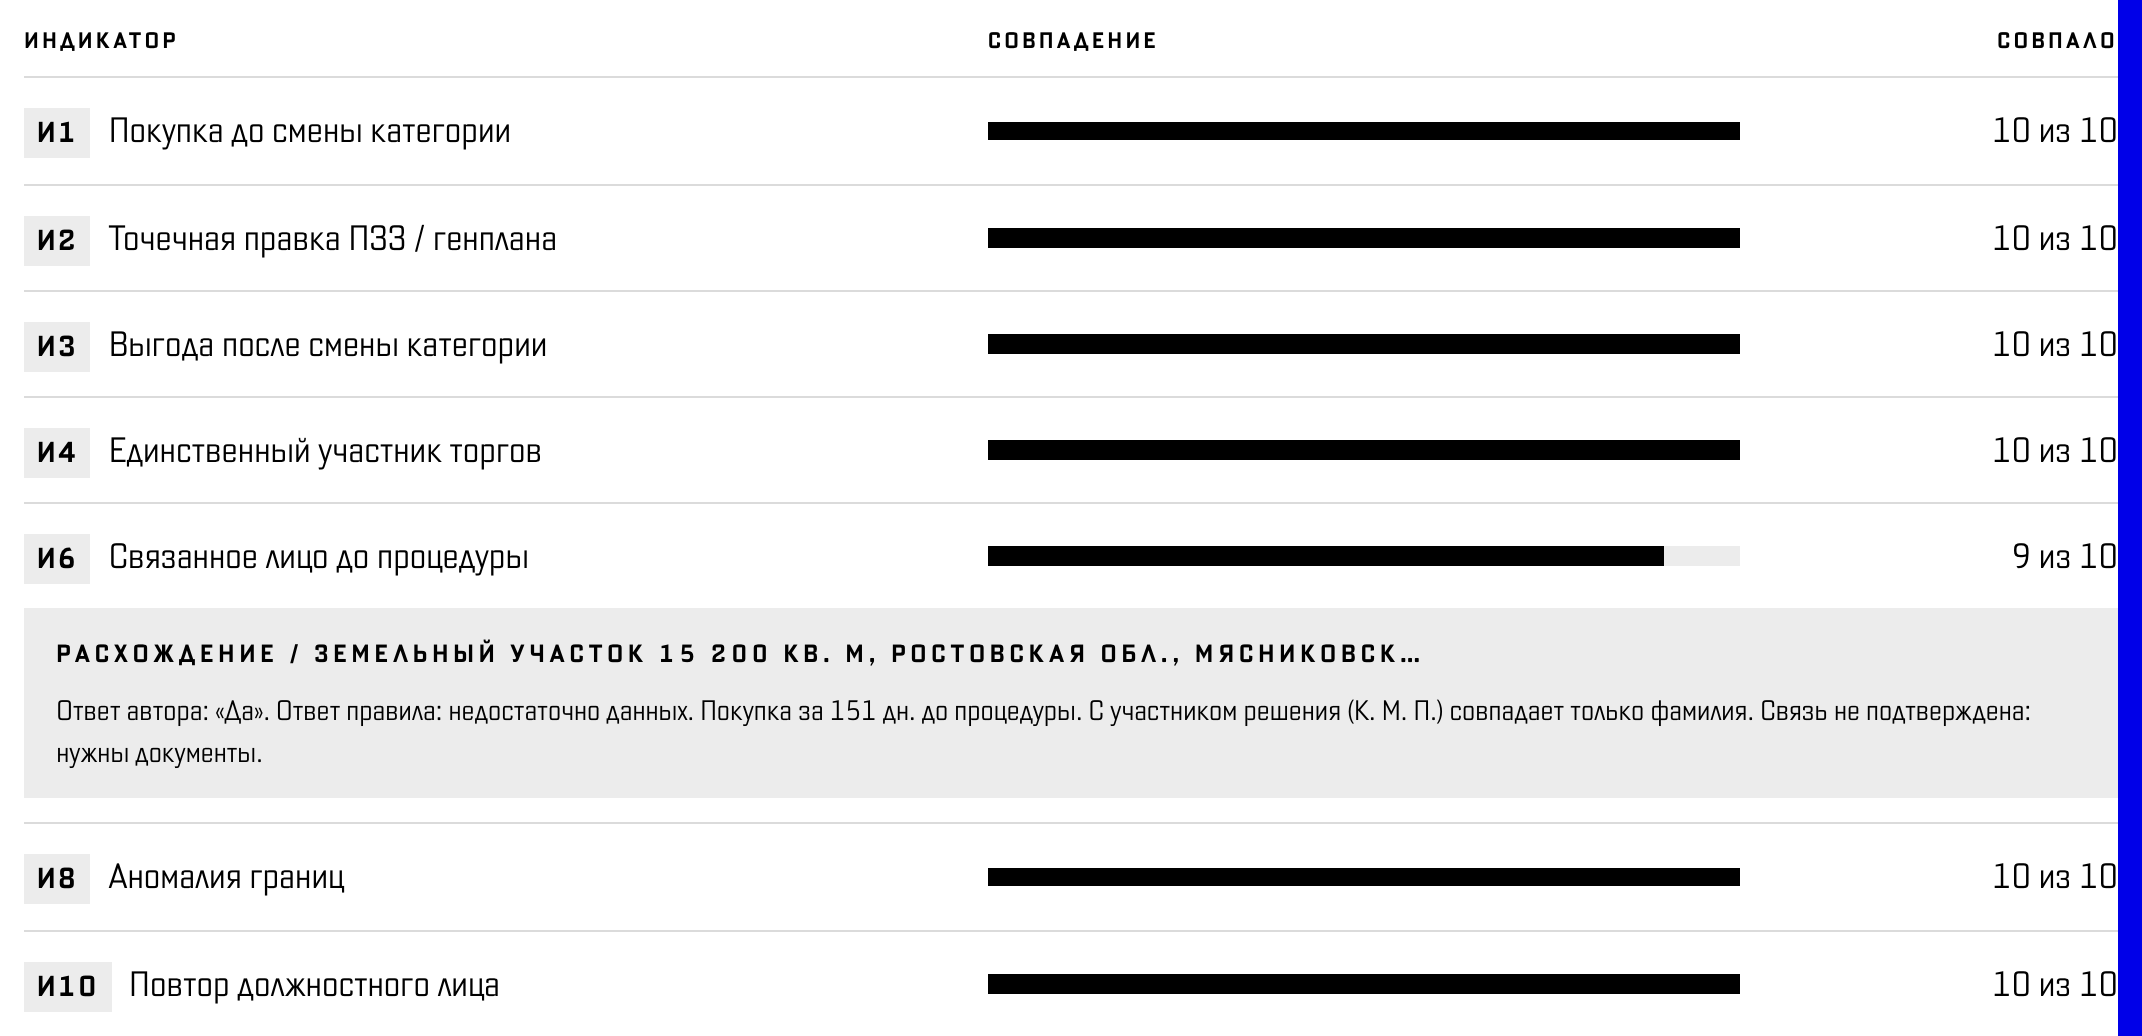 ИНДИКАТОР СОВПАДЕНИЕ СОВПАЛО
И1 Покупка до смены категории 10 из 10
И2 Точечная правка ПЗЗ / генплана 10 из 10
И3 Выгода после смены категории 10 из 10
И4 Единственный участник торгов 10 из 10
И6 Связанное лицо до процедуры 9 из 10
РАСХОЖДЕНИЕ / ЗЕМЕЛЬНЫЙ УЧАСТОК 15 200 КВ. М, РОСТОВСКАЯ ОБЛ., МЯСНИКОВСК…
Ответ автора: «Да». Ответ правила: недостаточно данных. Покупка за 151 дн. до процедуры. С участником решения (К. М. П.) совпадает только фамилия. Связь не подтверждена:
нужны документы.
И8 Аномалия границ 10 из 10
И10 Повтор должностного лица 10 из 10